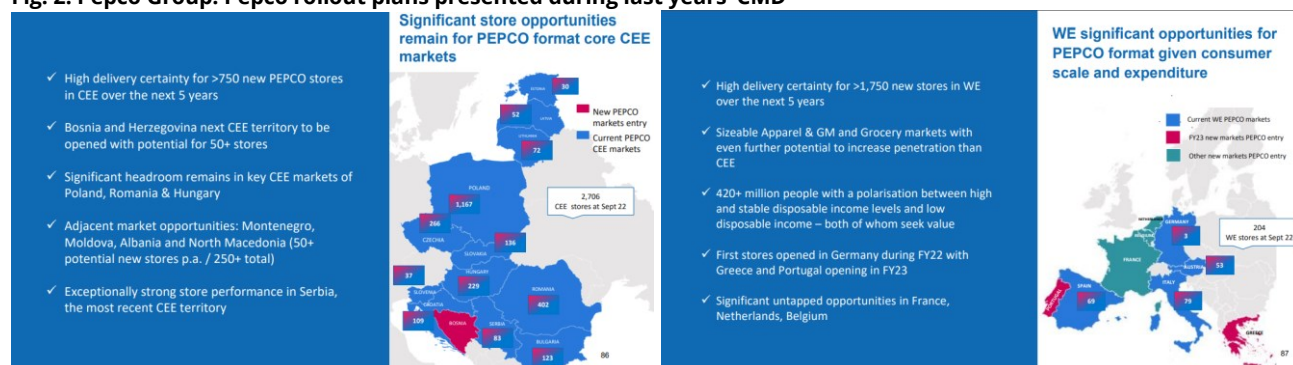 Fig. 2. Pepco Group: Pepco rollout plans presented during last years' CMD
✓ High delivery certainty for >750 new PEPCO stores
in CEE over the next 5 years
✓ Bosnia and Herzegovina next CEE territory to be
opened with potential for 50+ stores
✓ Significant headroom remains in key CEE markets of
Poland, Romania & Hungary
✓ Adjacent market opportunities: Montenegro,
Moldova, Albania and North Macedonia (50+
potential new stores p.a. / 250+ total)
✓ Exceptionally strong store performance in Serbia,
the most recent CEE territory
Significant store opportunities
remain for PEPCO format core CEE
markets
ESTONIA
30
New PEPCO
markets entry
Current PEPCO
CEE markets
52
LATVIA
LITHUANIA
72
POLAND
1,167
2,706
CEE stores at Sept 22
266
CZECHIA
136
SLOVAKIA
37
HUNGARY
229
SLOVENIA
ROMANIA
402
CROATIA
109
BOSNIA
SERBIA
83
BULGARIA
123
86
✓ High delivery certainty for >1,750 new stores in WE
over the next 5 years
✓ Sizeable Apparel & GM and Grocery markets with
even further potential to increase penetration than
CEE
✓ 420+ million people with a polarisation between high
and stable disposable income levels and low
disposable income – both of whom seek value
✓ First stores opened in Germany during FY22 with
Greece and Portugal opening in FY23
✓ Significant untapped opportunities in France,
Netherlands, Belgium
WE significant opportunities for
PEPCO format given consumer
scale and expenditure
Current WE PEPCO markets
FY23 new markets PEPCO entry
Other new markets PEPCO entry
NETHERLANDS
GERMANY
3
BELGIUM
204
WE stores at Sept 22
FRANCE
AUSTRIA
53
ITALY
79
SPAIN
69
PORTUGAL
GREECE
87